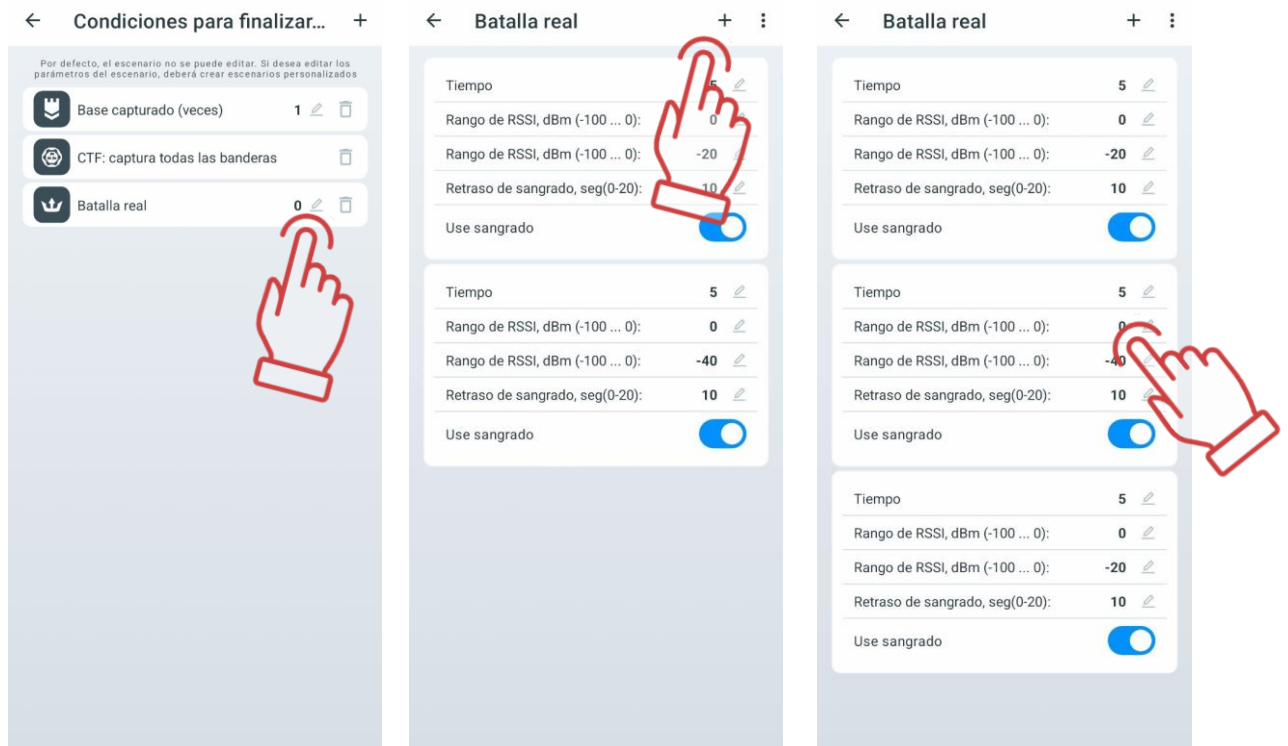 Condiciones para finalizar...
Por defecto, el escenario no se puede editar. Si desea editar los
parámetros del escenario, deberá crear escenarios personalizados
Base capturado (veces) 1
CTF: captura todas las banderas
Batalla real 0
Batalla real
Tiempo 5
Rango de RSSI, dBm (-100 ... 0): 0
Rango de RSSI, dBm (-100 ... 0): -20
Retraso de sangrado, seg(0-20): 10
Use sangrado
Tiempo 5
Rango de RSSI, dBm (-100 ... 0): 0
Rango de RSSI, dBm (-100 ... 0): -40
Retraso de sangrado, seg(0-20): 10
Use sangrado
Batalla real
Tiempo 5
Rango de RSSI, dBm (-100 ... 0): 0
Rango de RSSI, dBm (-100 ... 0): -20
Retraso de sangrado, seg(0-20): 10
Use sangrado
Tiempo 5
Rango de RSSI, dBm (-100 ... 0): 0
Rango de RSSI, dBm (-100 ... 0): -40
Retraso de sangrado, seg(0-20): 10
Use sangrado
Tiempo 5
Rango de RSSI, dBm (-100 ... 0): 0
Rango de RSSI, dBm (-100 ... 0): -20
Retraso de sangrado, seg(0-20): 10
Use sangrado